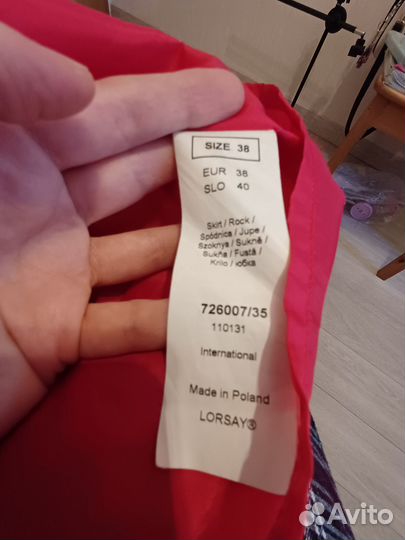 SIZE 38
EUR 38
SLO 40
Skirt / Rock /
Spódnica / Jupe /
Szoknya / Sukně /
Sukňa / Fustă /
Krilo / юбка
726007/35
110131
International
Made in Poland
LORSAY®
Avito